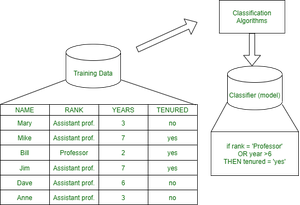 Classification
Algorithms
Training Data
Classifier (model)
NAME RANK YEARS TENURED
Mary Assistant prof. 3 no
Mike Assistant prof. 7 yes
Bill Professor 2 yes
Jim Assistant prof. 7 yes
Dave Assistant prof. 6 no
Anne Assistant prof. 3 no
if rank = 'Professor'
OR year >6
THEN tenured = 'yes'